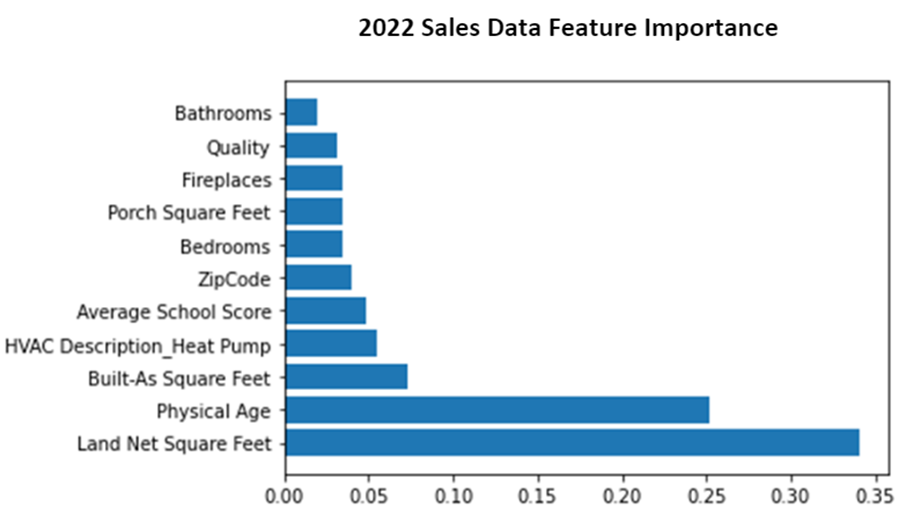 2022 Sales Data Feature Importance
Bathrooms
Quality
Fireplaces
Porch Square Feet
Bedrooms
ZipCode
Average School Score
HVAC Description_Heat Pump
Built-As Square Feet
Physical Age
Land Net Square Feet
0.00 0.05 0.10 0.15 0.20 0.25 0.30 0.35